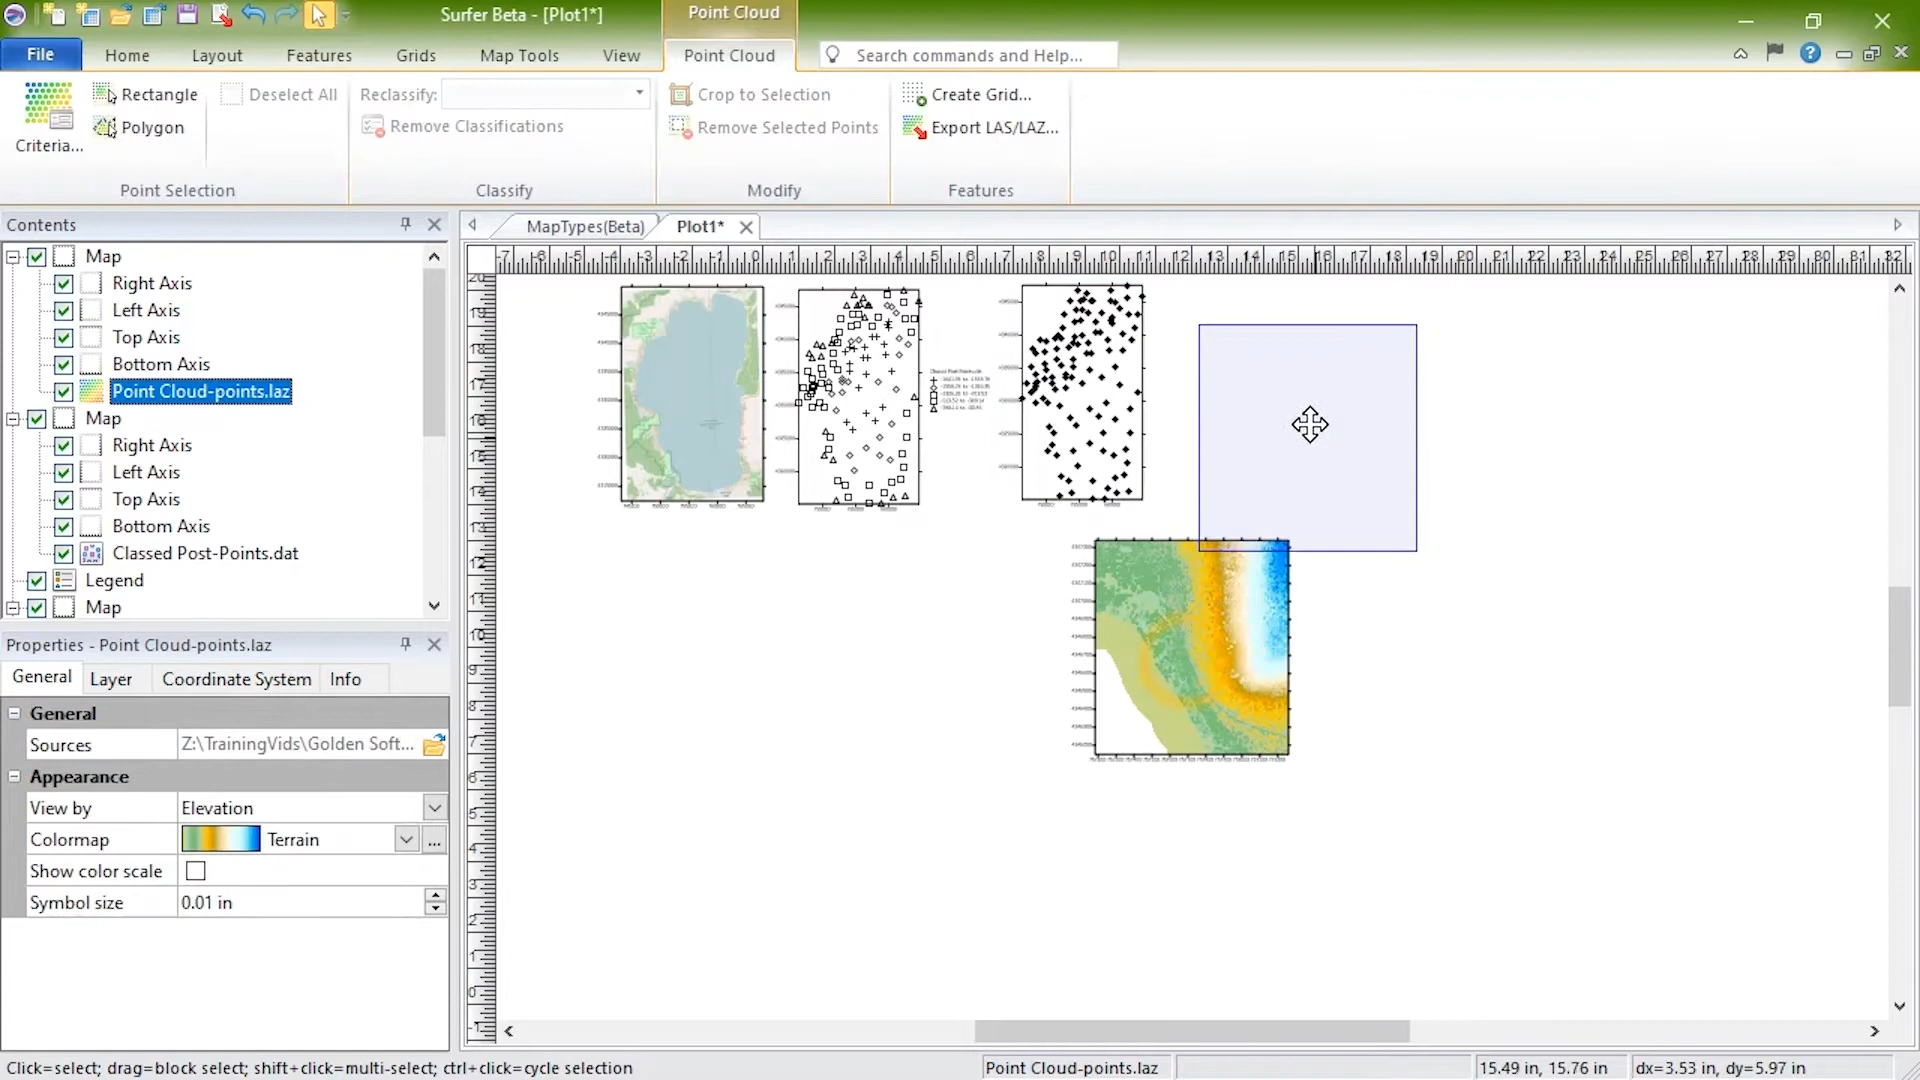 Surfer Beta - [Plot1*]
Point Cloud
File
Home
Layout
Features
Grids
Map Tools
View
Point Cloud
Search commands and Help...
Criteria...
Rectangle
Polygon
Deselect All
Point Selection
Reclassify:
Remove Classifications
Classify
Crop to Selection
Remove Selected Points
Modify
Create Grid...
Export LAS/LAZ...
Features
Contents
Map
Right Axis
Left Axis
Top Axis
Bottom Axis
Point Cloud-points.laz
Map
Right Axis
Left Axis
Top Axis
Bottom Axis
Classed Post-Points.dat
Legend
Map
Properties - Point Cloud-points.laz
General
Layer
Coordinate System
Info
General
Sources
Z:\TrainingVids\Golden Soft...
Appearance
View by
Elevation
Colormap
Terrain
...
Show color scale
Symbol size
0.01 in
MapTypes(Beta)
Plot1*
Click=select; drag=block select; shift+click=multi-select; ctrl+click=cycle selection
Point Cloud-points.laz
15.49 in, 15.76 in
dx=3.53 in, dy=5.97 in